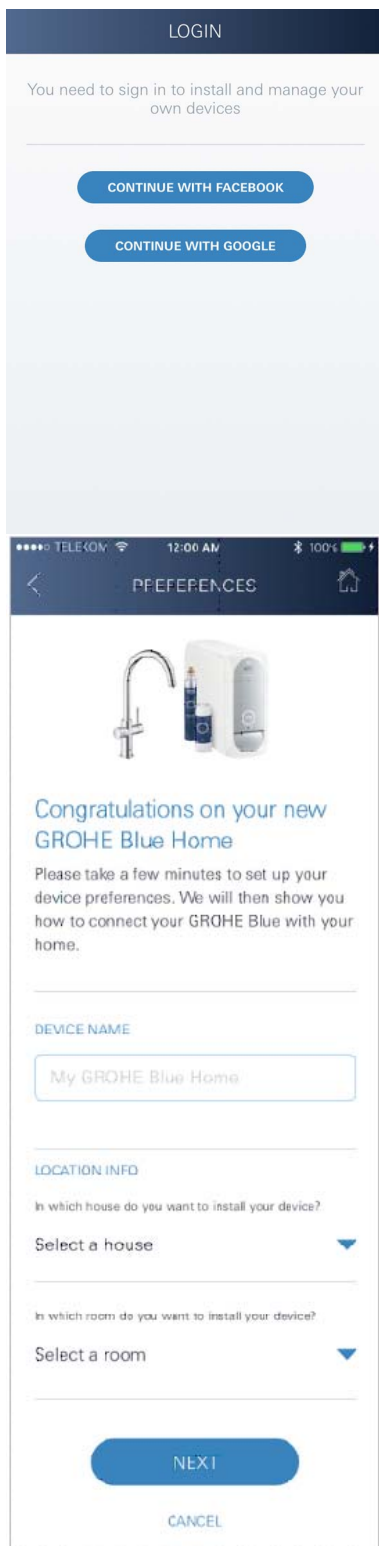 LOGIN
You need to sign in to install and manage your
own devices
CONTINUE WITH FACEBOOK
CONTINUE WITH GOOGLE
TELEKOM 12:00 AM 100%
PREFERENCES
Congratulations on your new
GROHE Blue Home
Please take a few minutes to set up your
device preferences. We will then show you
how to connect your GROHE Blue with your
home.
DEVICE NAME
My GROHE Blue Home
LOCATION INFO
In which house do you want to install your device?
Select a house
In which room do you want to install your device?
Select a room
NEXT
CANCEL